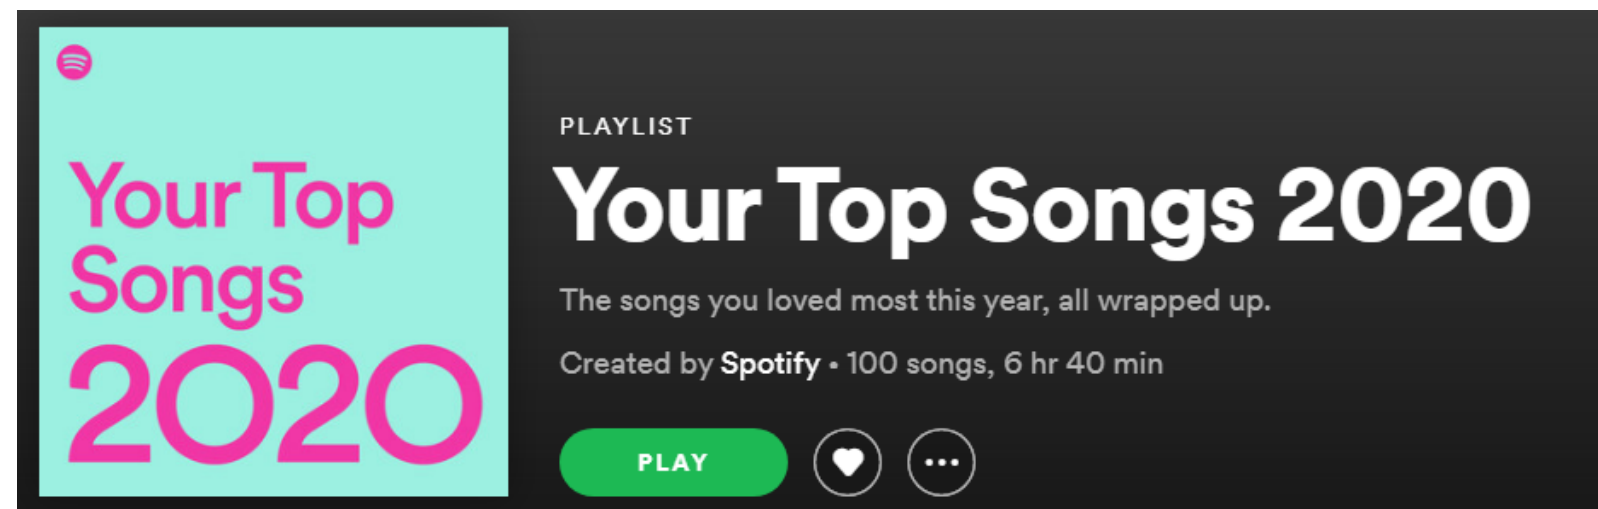 Your Top
Songs
2020
PLAYLIST
Your Top Songs 2020
The songs you loved most this year, all wrapped up.
Created by Spotify • 100 songs, 6 hr 40 min
PLAY